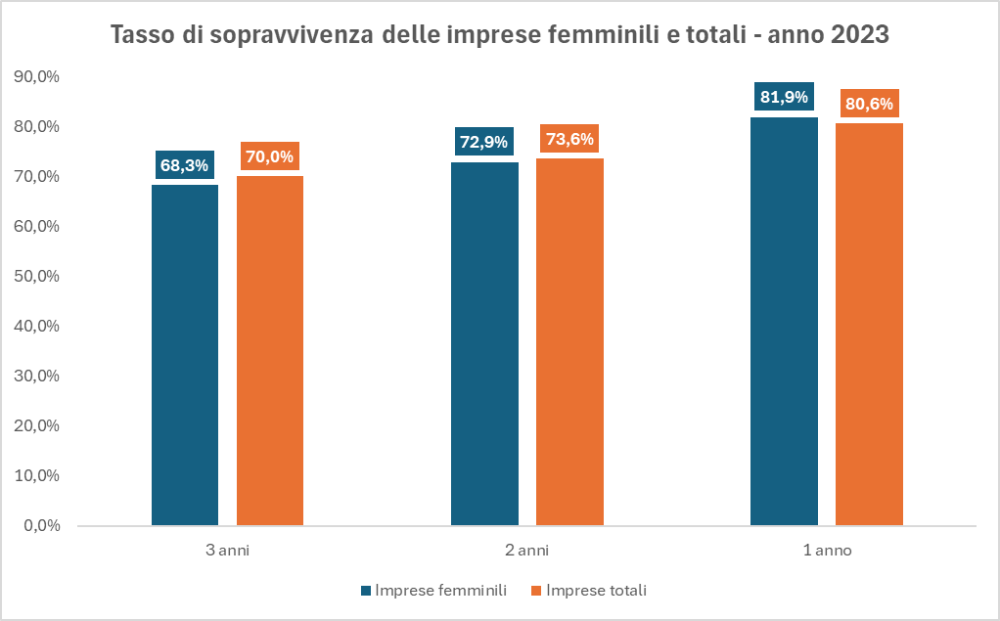 Tasso di sopravvivenza delle imprese femminili e totali - anno 2023
90,0%
80,0%
70,0%
60,0%
50,0%
40,0%
30,0%
20,0%
10,0%
0,0%
68,3%
70,0%
72,9%
73,6%
81,9%
80,6%
3 anni
2 anni
1 anno
Imprese femminili
Imprese totali